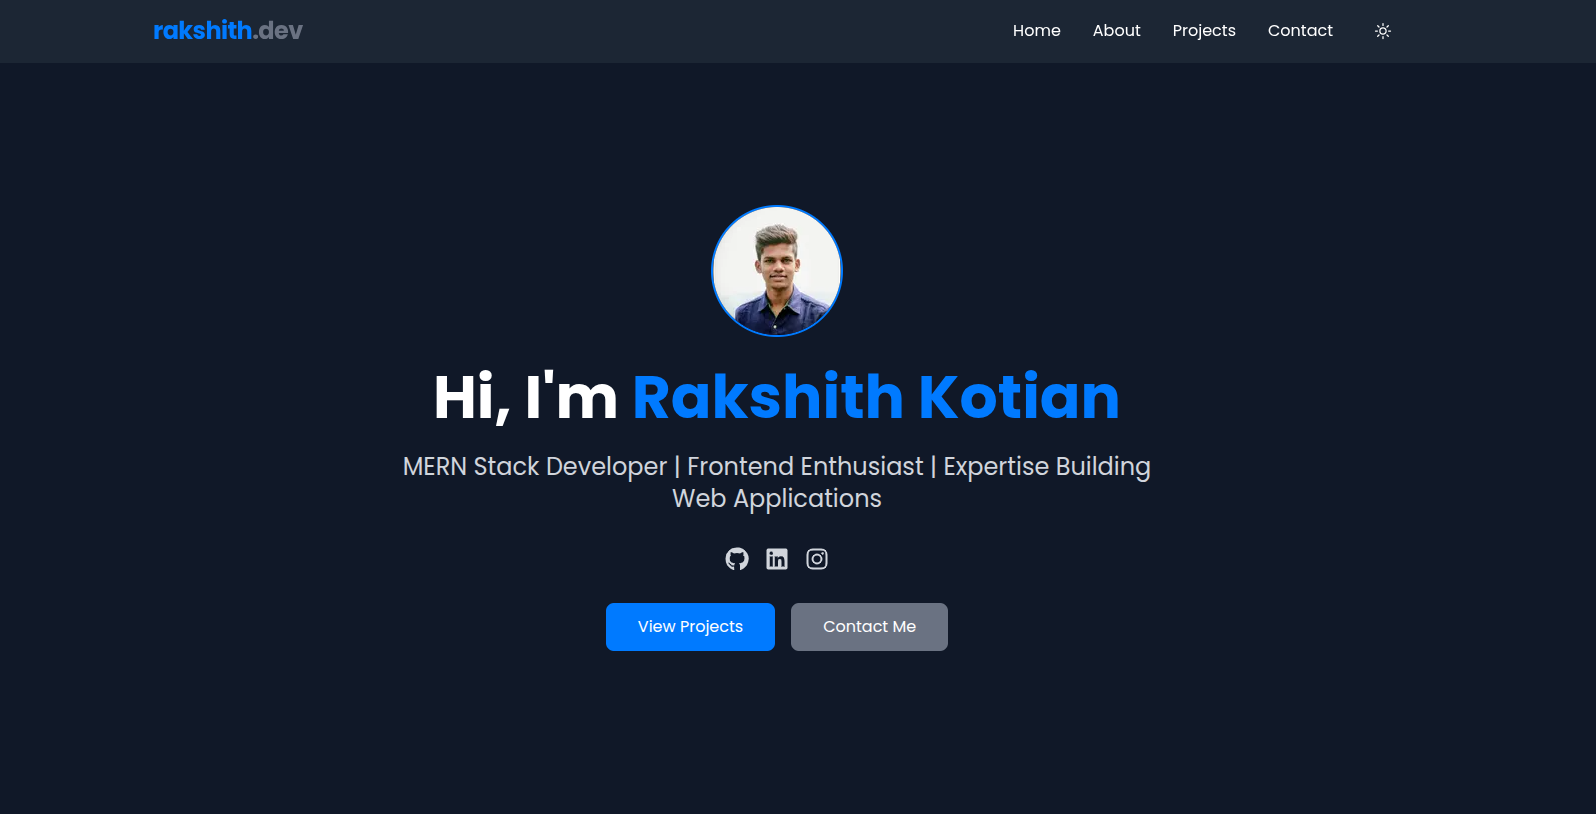 rakshith.dev
Home About Projects Contact
Hi, I'm Rakshith Kotian
MERN Stack Developer | Frontend Enthusiast | Expertise Building
Web Applications
View Projects Contact Me